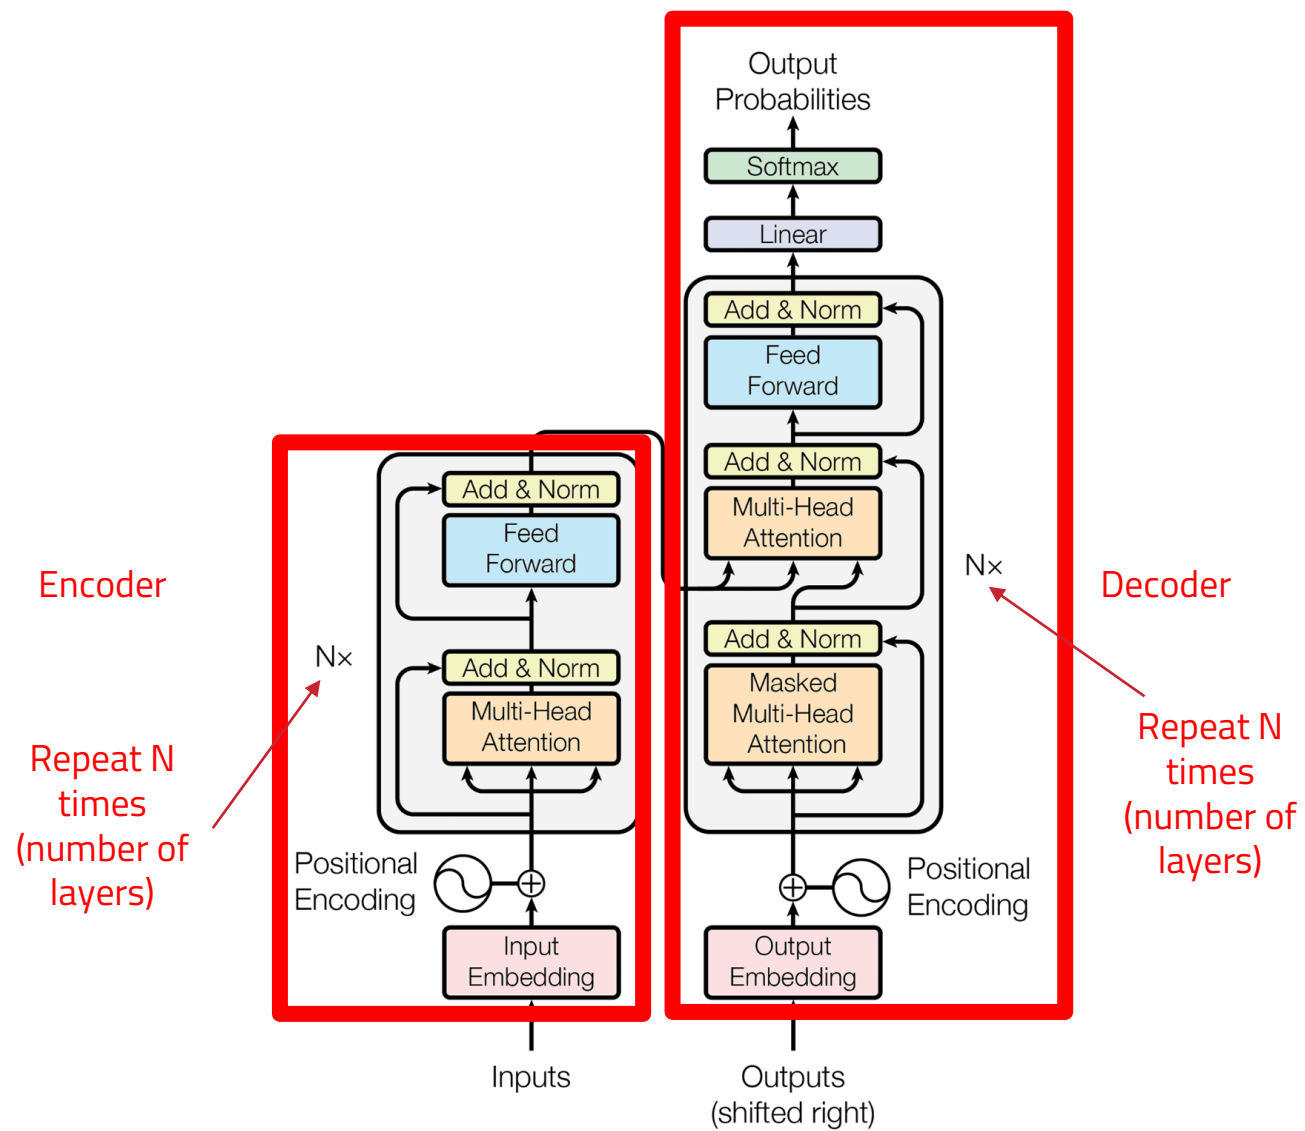 Output
Probabilities
Softmax
Linear
Add & Norm
Feed
Forward
Add & Norm
Multi-Head
Attention
N×
Decoder
Repeat N
times
(number of
layers)
Add & Norm
Masked
Multi-Head
Attention
Positional
Encoding
Output
Embedding
Outputs
(shifted right)
Add & Norm
Feed
Forward
Encoder
N×
Add & Norm
Multi-Head
Attention
Repeat N
times
(number of
layers)
Positional
Encoding
Input
Embedding
Inputs